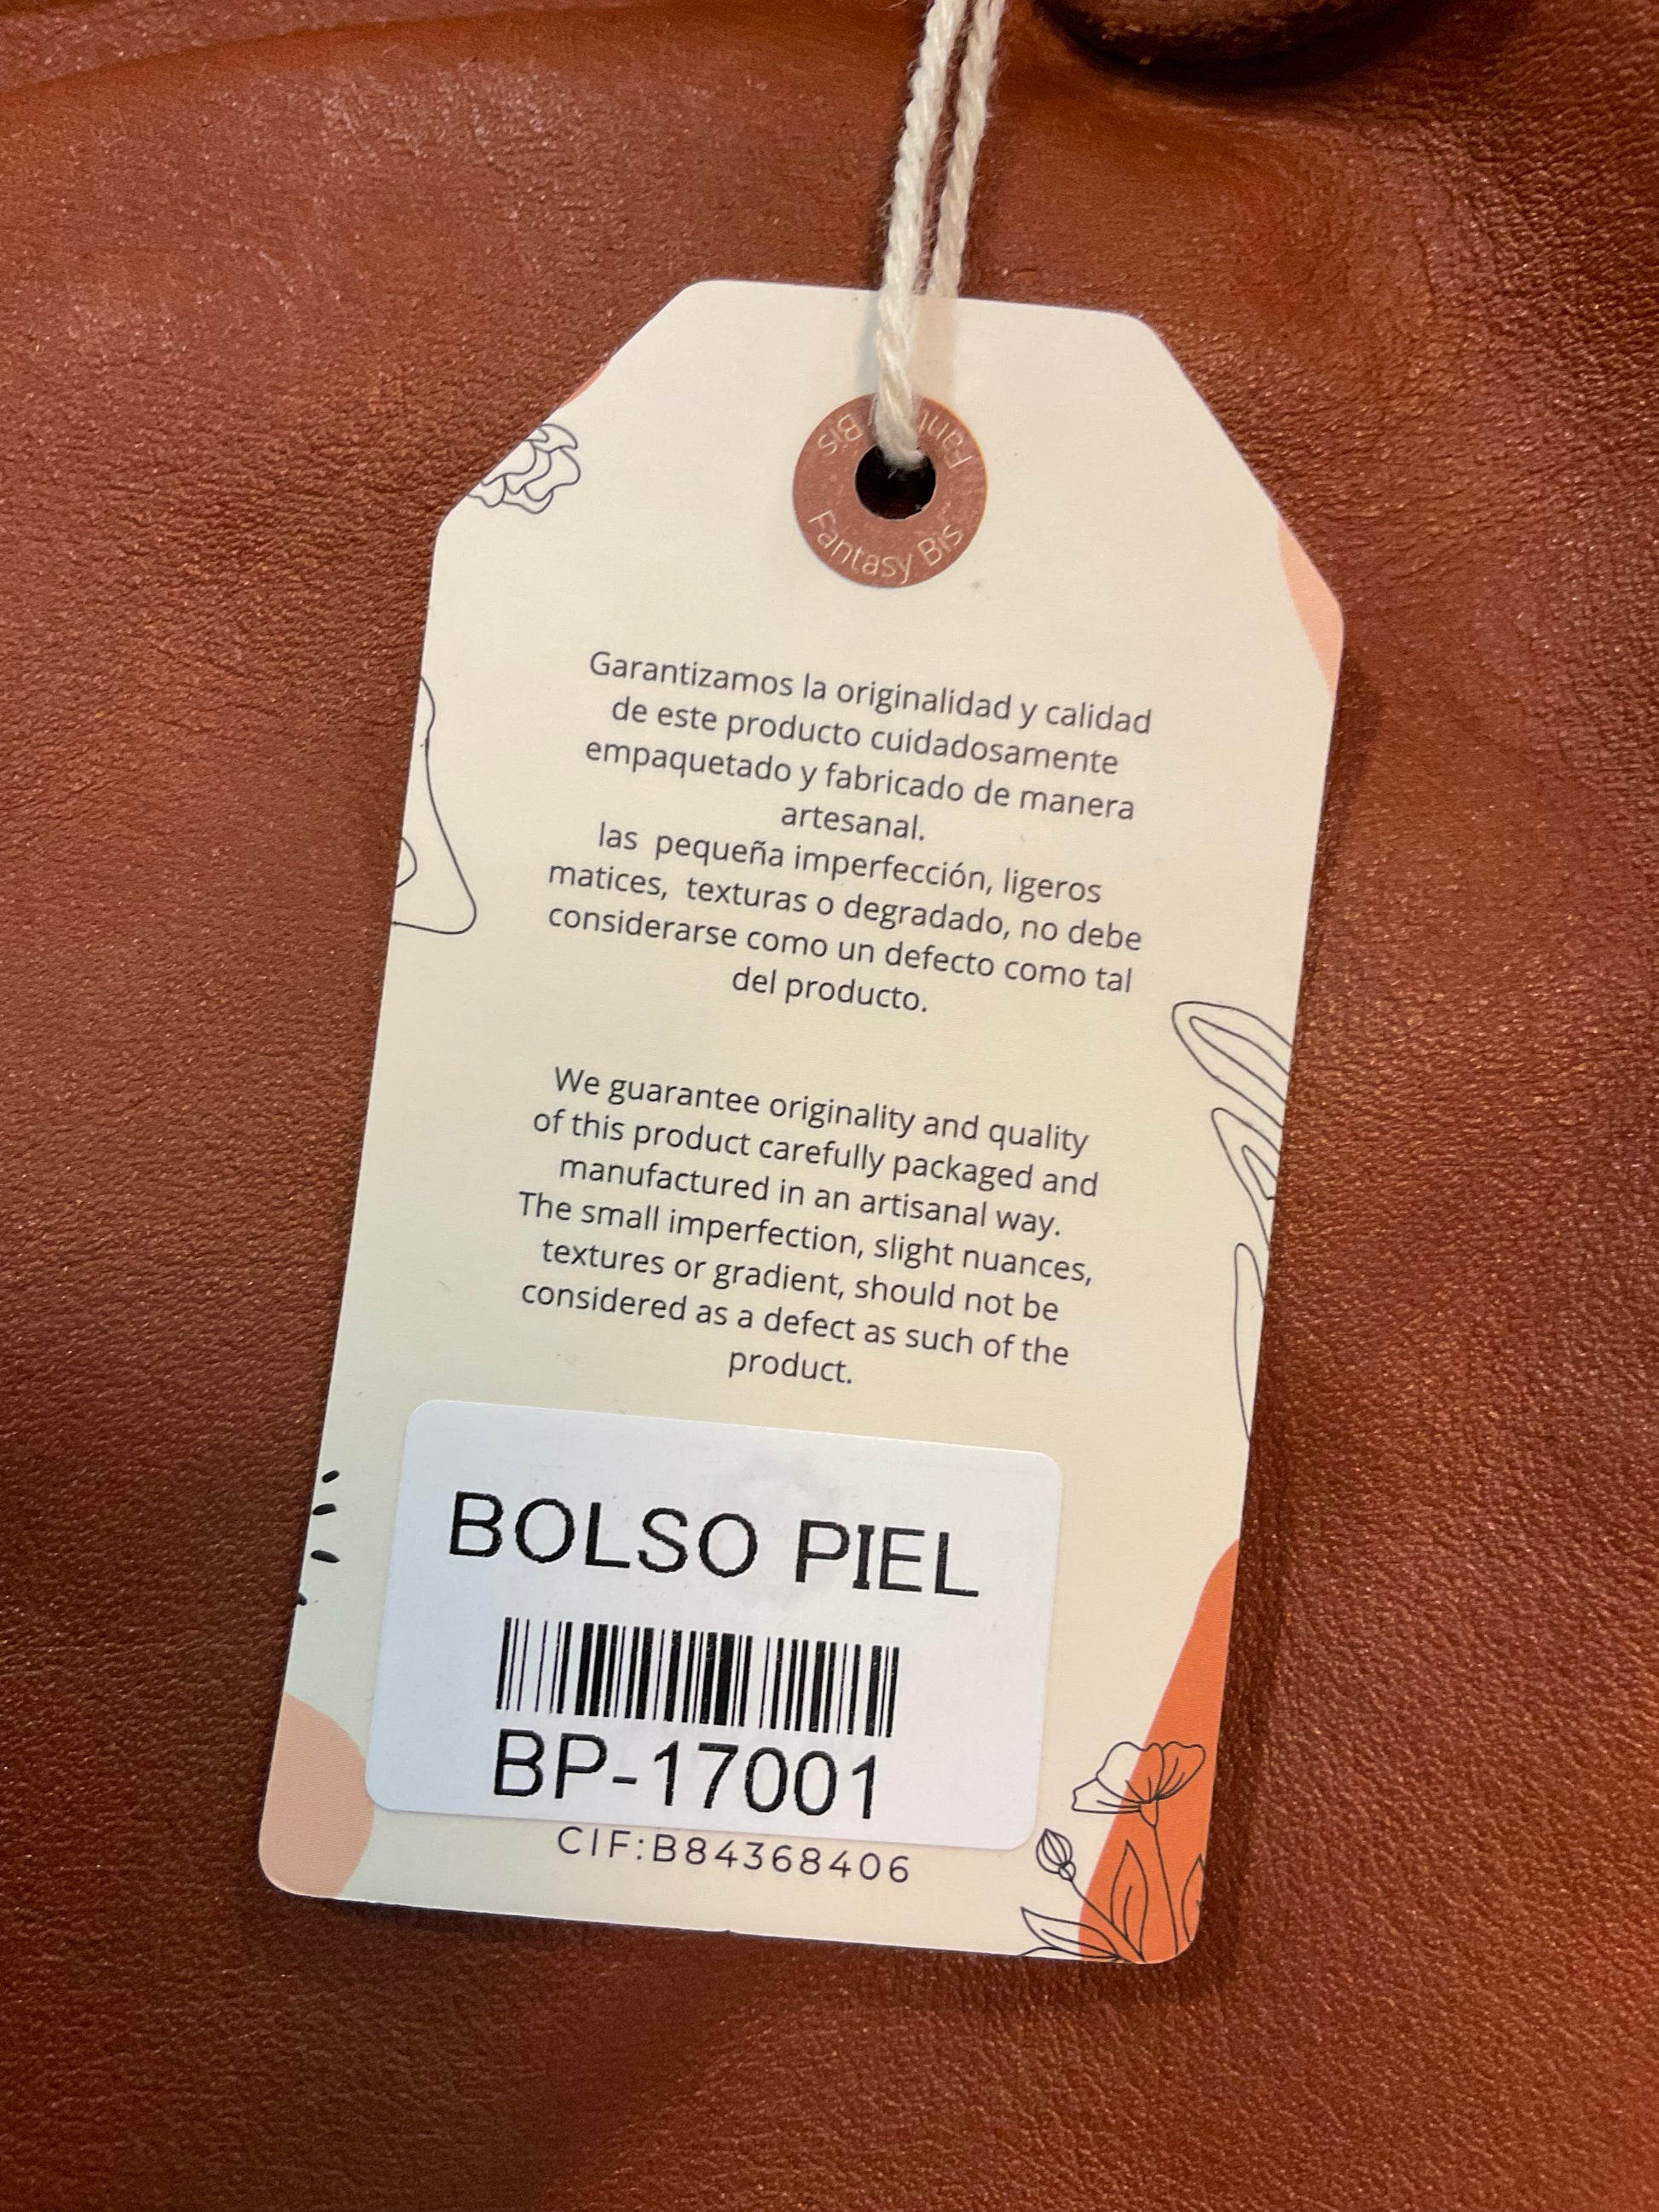 Fantasy Bis
Fantasy Bis
Garantizamos la originalidad y calidad
de este producto cuidadosamente
empaquetado y fabricado de manera
artesanal.
las pequeña imperfección, ligeros
matices, texturas o degradado, no debe
considerarse como un defecto como tal
del producto.
We guarantee originality and quality
of this product carefully packaged and
manufactured in an artisanal way.
The small imperfection, slight nuances,
textures or gradient, should not be
considered as a defect as such of the
product.
BOLSO PIEL
BP-17001
CIF:B84368406